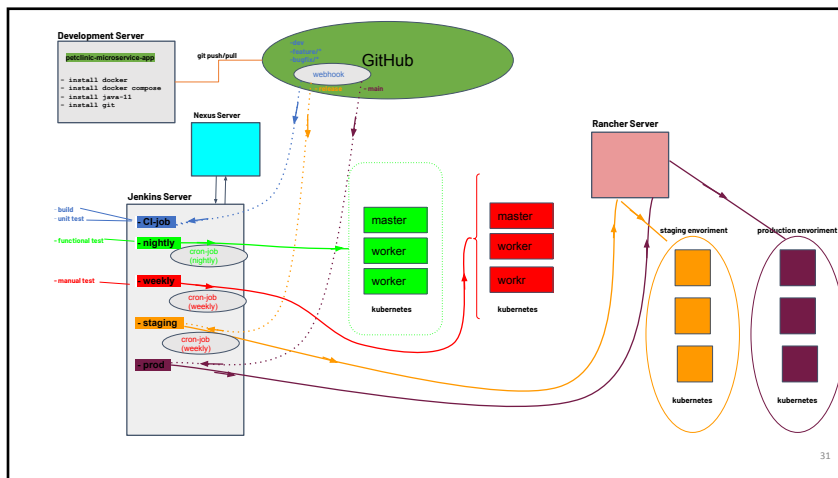 Development Server
petclinic-microservice-app
- install docker
- install docker compose
- install java-11
- install git
git push/pull
-dev
-feature/*
-bugfix/*
GitHub
webhook
- release
- main
Nexus Server
Rancher Server
Jenkins Server
- build
- unit test
- CI-job
- functional test
- nightly
cron-job
(nightly)
- manual test
- weekly
cron-job
(weekly)
- staging
cron-job
(weekly)
- prod
master
worker
worker
kubernetes
master
worker
workr
kubernetes
staging enviroment
kubernetes
production enviroment
kubernetes
31